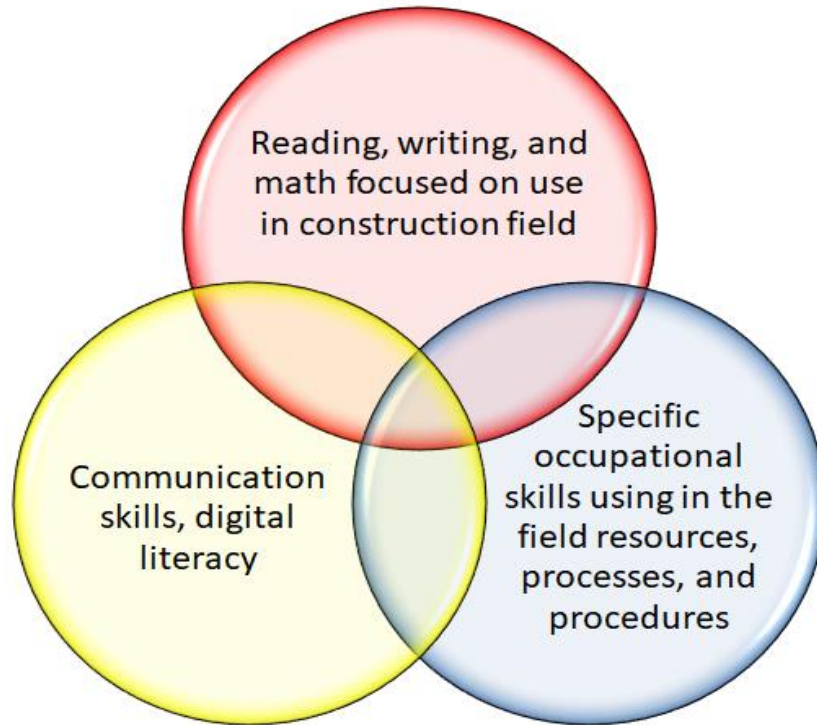 Reading, writing, and
math focused on use
in construction field
Communication
skills, digital
literacy
Specific
occupational
skills using in the
field resources,
processes, and
procedures